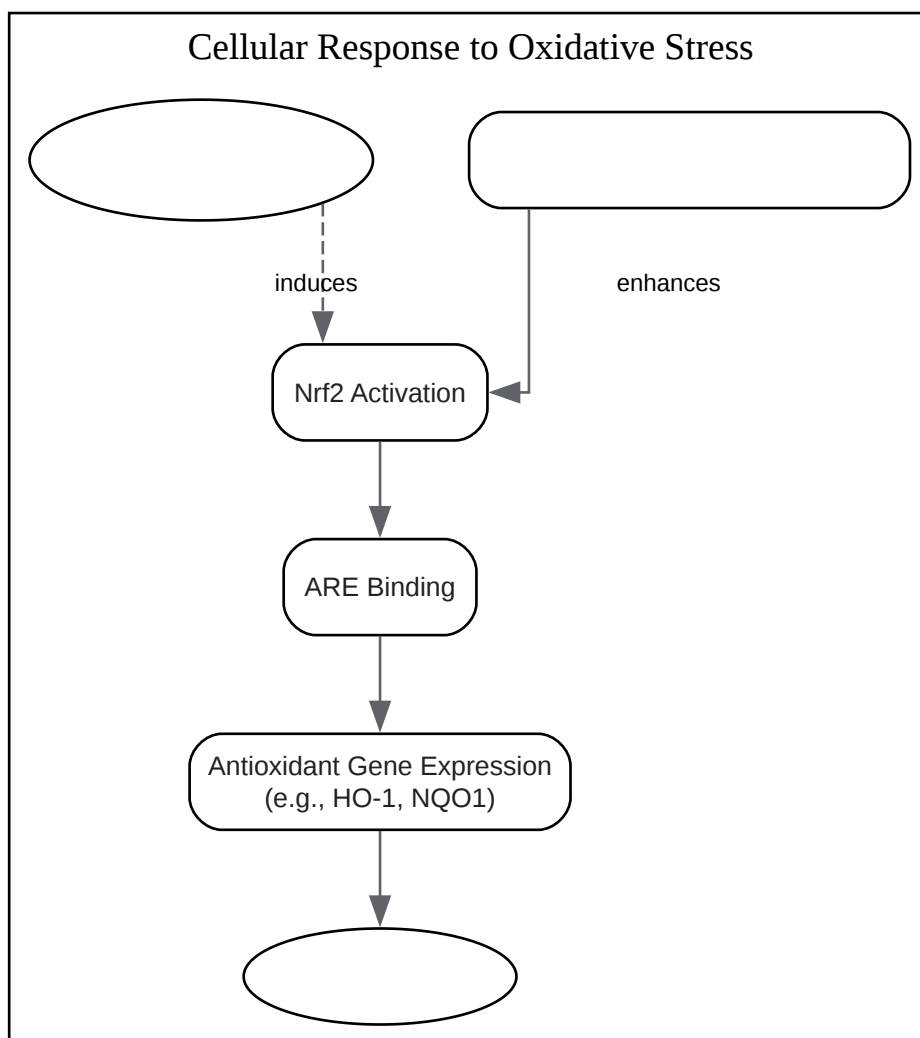 Cellular Response to Oxidative Stress
induces
enhances
Nrf2 Activation
ARE Binding
Antioxidant Gene Expression
(e.g., HO-1, NQO1)